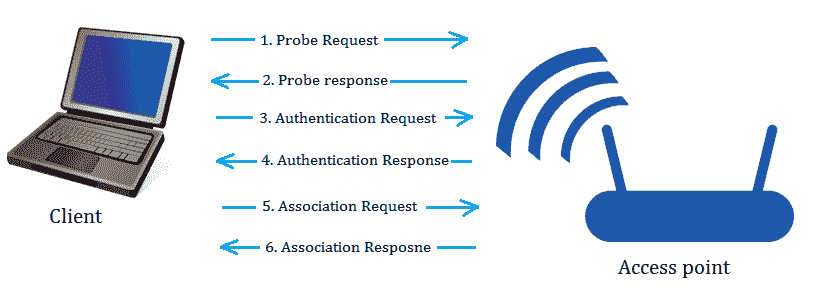 1. Probe Request
2. Probe response
3. Authentication Request
4. Authentication Response
5. Association Request
6. Association Resposne
Client
Access point